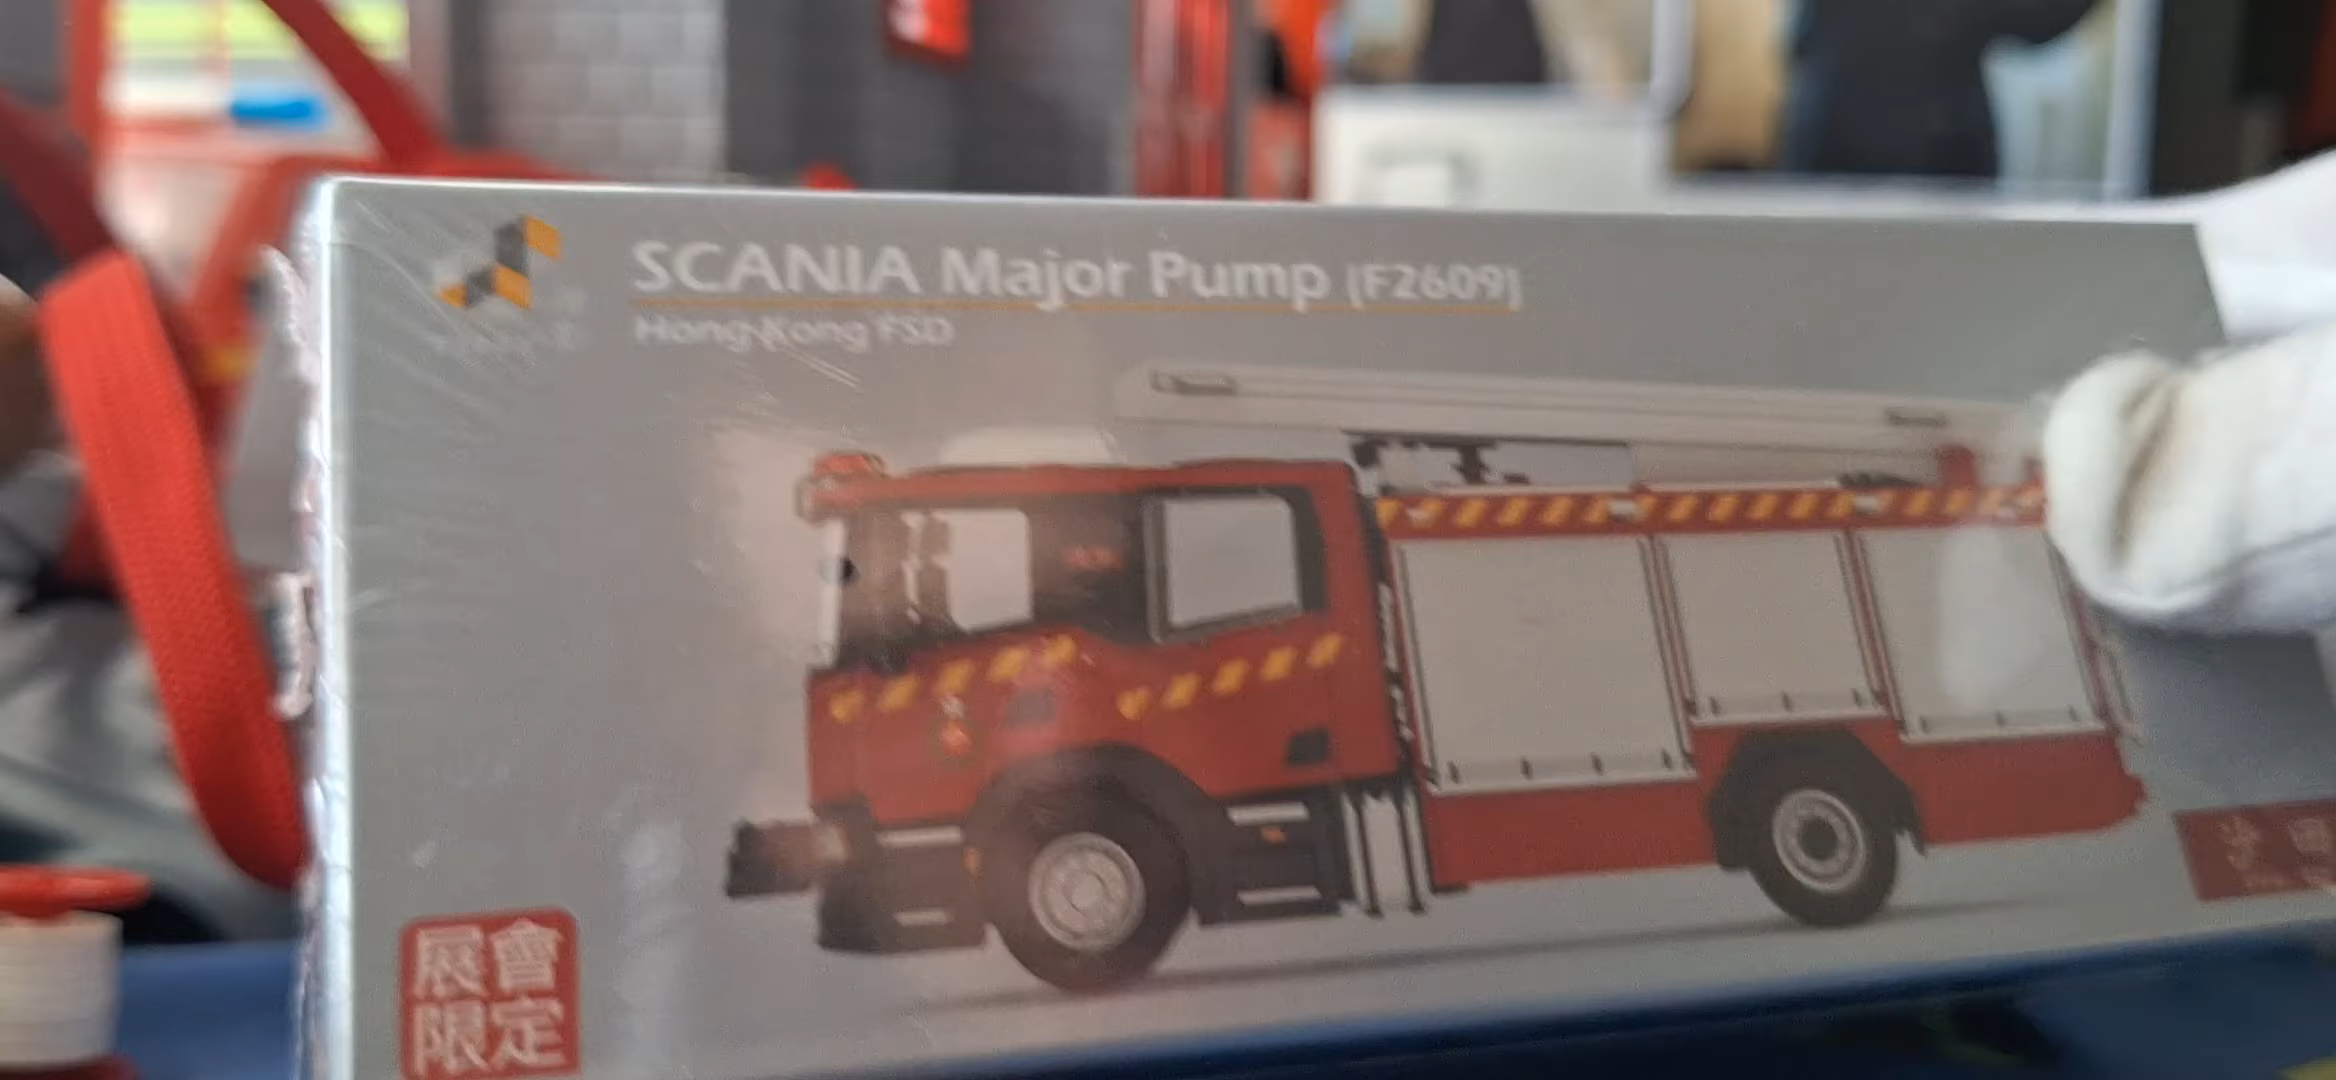 SCANIA Major Pump (F2609)
Hong Kong FSD
展會
限定